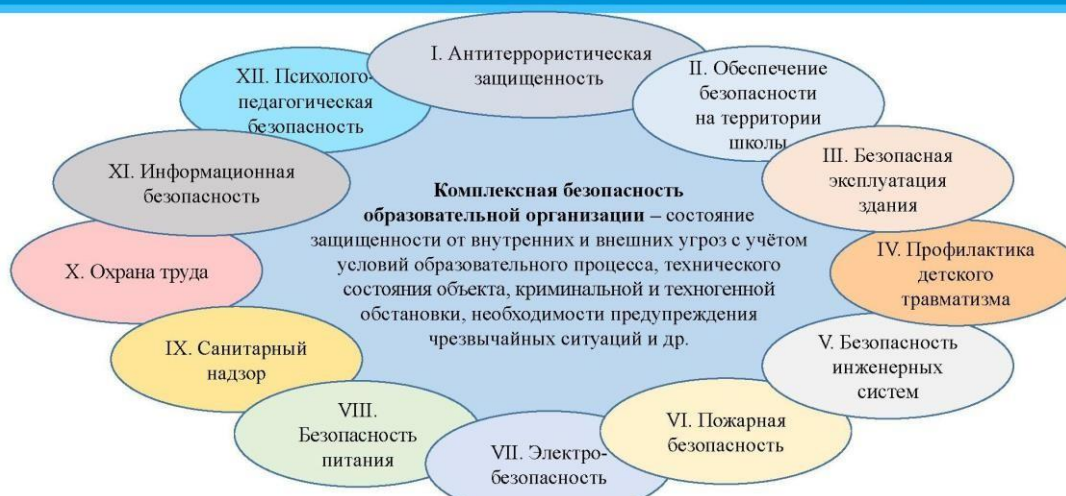 I. Антитеррористическая
защищенность
II. Обеспечение
безопасности
на территории
школы
III. Безопасная
эксплуатация
здания
IV. Профилактика
детского
травматизма
V. Безопасность
инженерных
систем
VI. Пожарная
безопасность
VII. Электро-
безопасность
VIII.
Безопасность
питания
IX. Санитарный
надзор
X. Охрана труда
XI. Информационная
безопасность
XII. Психолого-
педагогическая
безопасность
Комплексная безопасность
образовательной организации – состояние
защищенности от внутренних и внешних угроз с учётом
условий образовательного процесса, технического
состояния объекта, криминальной и техногенной
обстановки, необходимости предупреждения
чрезвычайных ситуаций и др.